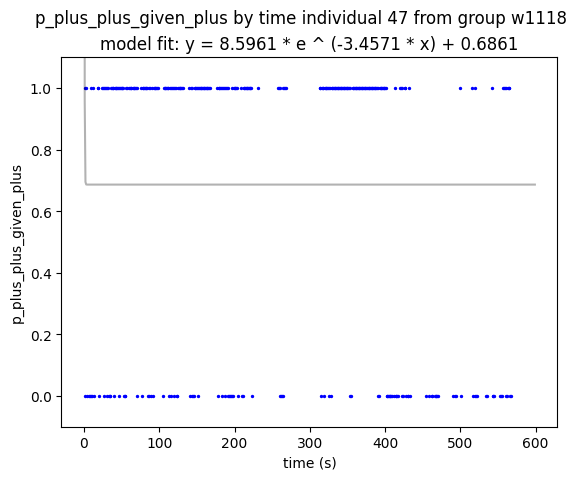 p_plus_plus_given_plus by time individual 47 from group w1118
model fit: y = 8.5961 * e ^ (-3.4571 * x) + 0.6861
p_plus_plus_given_plus
1.0
0.8
0.6
0.4
0.2
0.0
0 100 200 300 400 500 600
time (s)